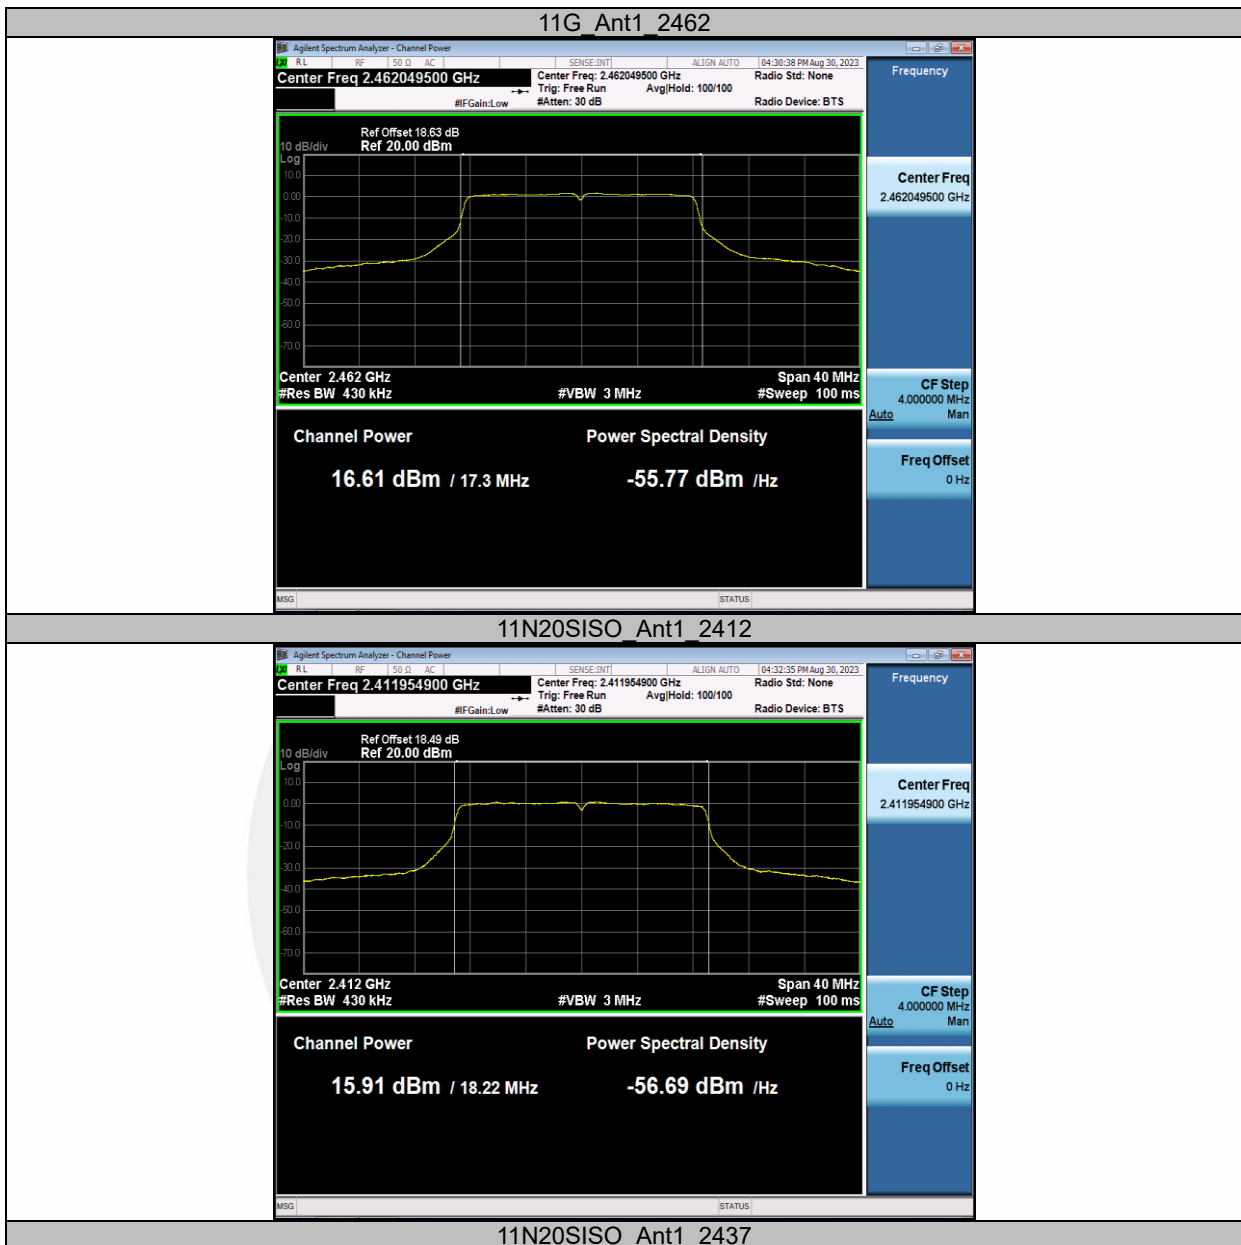 11G_Ant1_2462
Agilent Spectrum Analyzer - Channel Power
RL RF 50 Ω AC SENSE:INT ALIGN AUTO 04:30:38 PM Aug 30, 2023
Center Freq 2.462049500 GHz Center Freq: 2.462049500 GHz Radio Std: None Frequency
Trig: Free Run Avg|Hold: 100/100
#IFGain:Low #Atten: 30 dB Radio Device: BTS
Ref Offset 18.63 dB
10 dB/div Ref 20.00 dBm
Log
10.0
0.00
-10.0
-20.0
-30.0
-40.0
-50.0
-60.0
-70.0
Center Freq
2.462049500 GHz
Center 2.462 GHz Span 40 MHz
#Res BW 430 kHz #VBW 3 MHz #Sweep 100 ms
CF Step
4.000000 MHz
Auto Man
Channel Power Power Spectral Density
16.61 dBm / 17.3 MHz -55.77 dBm /Hz
Freq Offset
0 Hz
MSG STATUS
11N20SISO_Ant1_2412
Agilent Spectrum Analyzer - Channel Power
RL RF 50 Ω AC SENSE:INT ALIGN AUTO 04:32:35 PM Aug 30, 2023
Center Freq 2.411954900 GHz Center Freq: 2.411954900 GHz Radio Std: None Frequency
Trig: Free Run Avg|Hold: 100/100
#IFGain:Low #Atten: 30 dB Radio Device: BTS
Ref Offset 18.49 dB
10 dB/div Ref 20.00 dBm
Log
10.0
0.00
-10.0
-20.0
-30.0
-40.0
-50.0
-60.0
-70.0
Center Freq
2.411954900 GHz
Center 2.412 GHz Span 40 MHz
#Res BW 430 kHz #VBW 3 MHz #Sweep 100 ms
CF Step
4.000000 MHz
Auto Man
Channel Power Power Spectral Density
15.91 dBm / 18.22 MHz -56.69 dBm /Hz
Freq Offset
0 Hz
MSG STATUS
11N20SISO_Ant1_2437